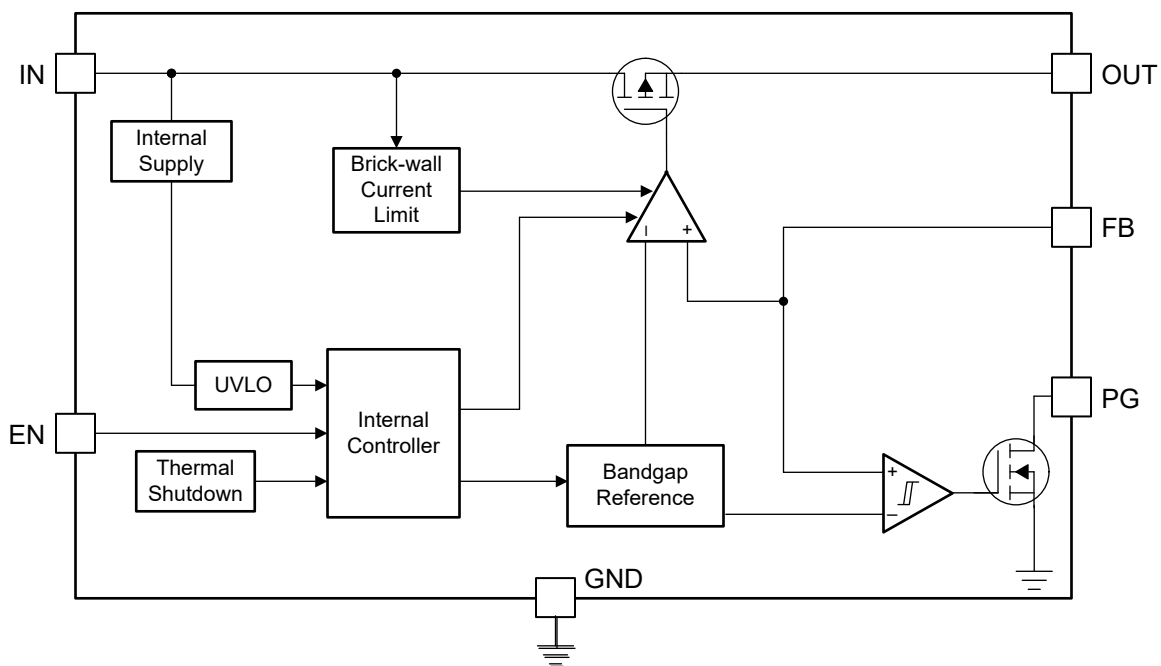 IN
OUT
Internal
Supply
Brick-wall
Current
Limit
FB
- +
UVLO
Internal
Controller
PG
EN
Thermal
Shutdown
Bandgap
Reference
+
-
GND